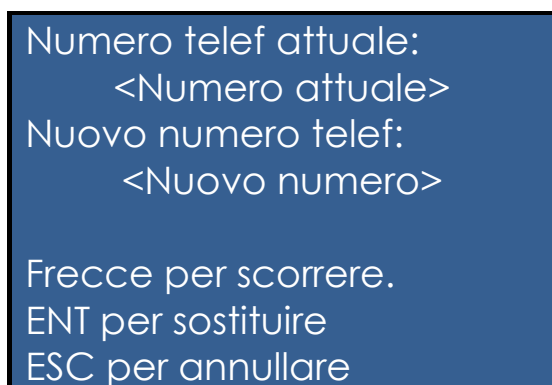 Numero telef attuale:
<Numero attuale>
Nuovo numero telef:
<Nuovo numero>
Frecce per scorrere.
ENT per sostituire
ESC per annullare